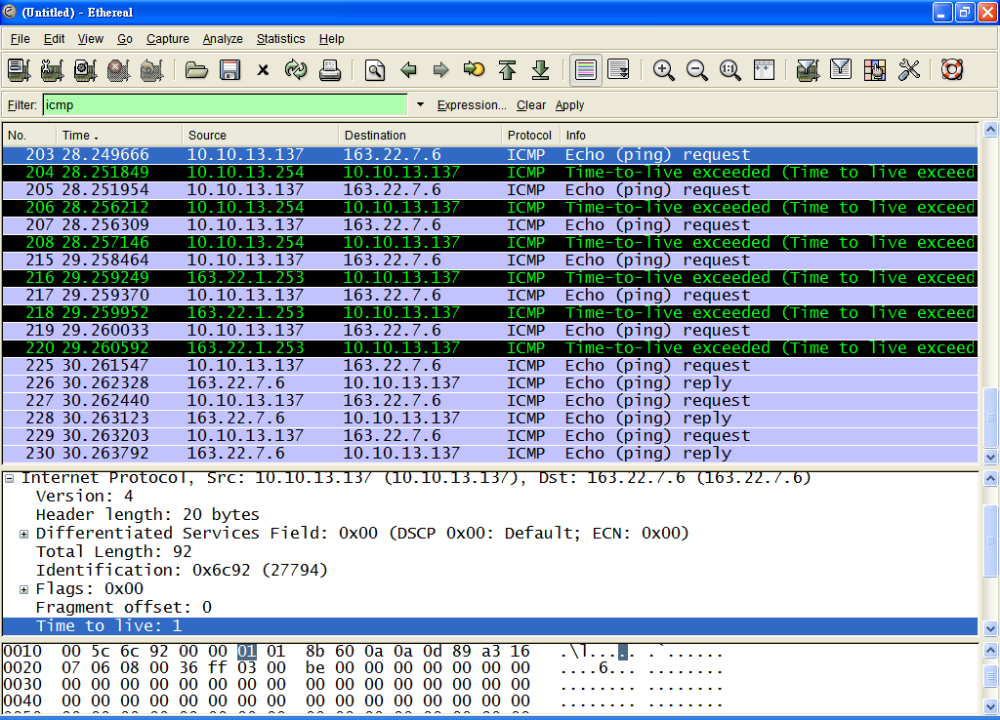 (Untitled) - Ethereal
File Edit View Go Capture Analyze Statistics Help
Filter: icmp Expression... Clear Apply
No. Time . Source Destination Protocol Info
203 28.249666 10.10.13.137 163.22.7.6 ICMP Echo (ping) request
204 28.251849 10.10.13.254 10.10.13.137 ICMP Time-to-live exceeded (Time to live exceed
205 28.251954 10.10.13.137 163.22.7.6 ICMP Echo (ping) request
206 28.256212 10.10.13.254 10.10.13.137 ICMP Time-to-live exceeded (Time to live exceed
207 28.256309 10.10.13.137 163.22.7.6 ICMP Echo (ping) request
208 28.257146 10.10.13.254 10.10.13.137 ICMP Time-to-live exceeded (Time to live exceed
215 29.258464 10.10.13.137 163.22.7.6 ICMP Echo (ping) request
216 29.259249 163.22.1.253 10.10.13.137 ICMP Time-to-live exceeded (Time to live exceed
217 29.259370 10.10.13.137 163.22.7.6 ICMP Echo (ping) request
218 29.259952 163.22.1.253 10.10.13.137 ICMP Time-to-live exceeded (Time to live exceed
219 29.260033 10.10.13.137 163.22.7.6 ICMP Echo (ping) request
220 29.260592 163.22.1.253 10.10.13.137 ICMP Time-to-live exceeded (Time to live exceed
225 30.261547 10.10.13.137 163.22.7.6 ICMP Echo (ping) request
226 30.262328 163.22.7.6 10.10.13.137 ICMP Echo (ping) reply
227 30.262440 10.10.13.137 163.22.7.6 ICMP Echo (ping) request
228 30.263123 163.22.7.6 10.10.13.137 ICMP Echo (ping) reply
229 30.263203 10.10.13.137 163.22.7.6 ICMP Echo (ping) request
230 30.263792 163.22.7.6 10.10.13.137 ICMP Echo (ping) reply
Internet Protocol, Src: 10.10.13.137 (10.10.13.137), Dst: 163.22.7.6 (163.22.7.6)
Version: 4
Header length: 20 bytes
Differentiated Services Field: 0x00 (DSCP 0x00: Default; ECN: 0x00)
Total Length: 92
Identification: 0x6c92 (27794)
Flags: 0x00
Fragment offset: 0
Time to live: 1
0010 00 5c 6c 92 00 00 01 01 8b 60 0a 0a 0d 89 a3 16 .\l..... .`......
0020 07 06 08 00 36 ff 03 00 be 00 00 00 00 00 00 00 ....6... ........
0030 00 00 00 00 00 00 00 00 00 00 00 00 00 00 00 00 ........ ........
0040 00 00 00 00 00 00 00 00 00 00 00 00 00 00 00 00 ........ ........